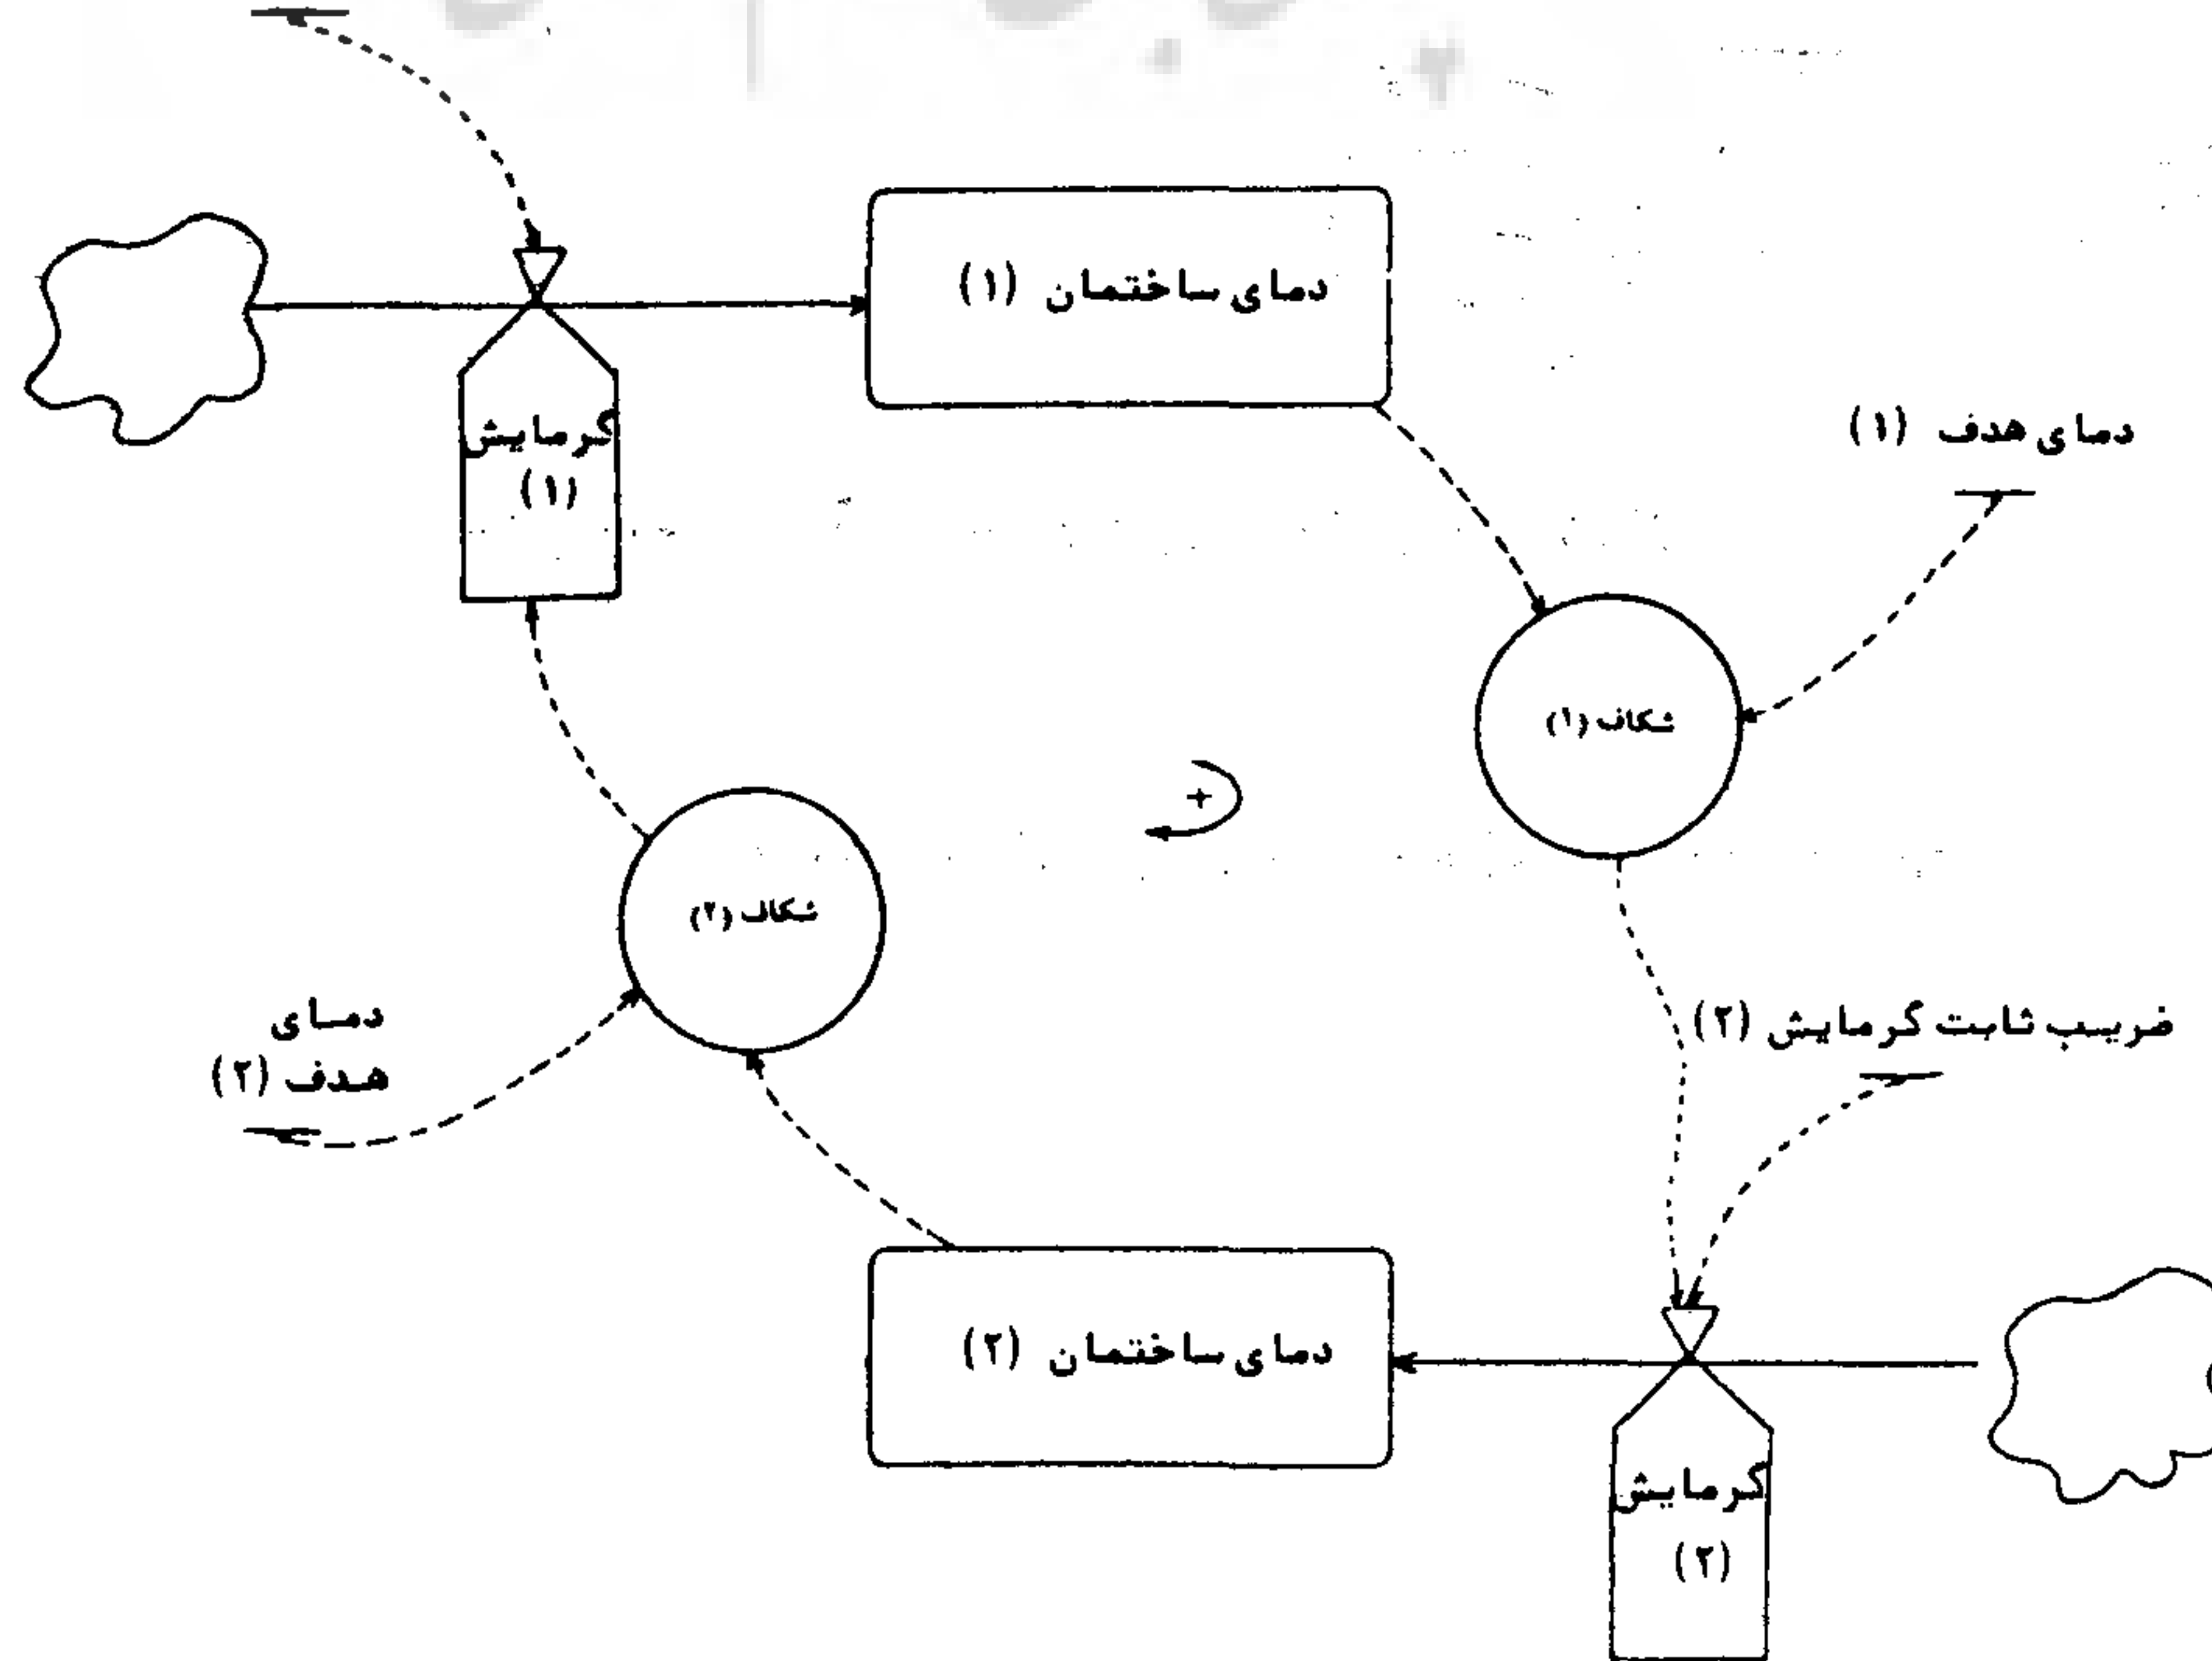 دمای ساختمان (۱)
گرمایش
(۱)
دمای هدف (۱)
شکاف (۱)
+
شکاف (۲)
دمای
هدف (۲)
ضریب ثابت گرمایش (۲)
دمای ساختمان (۲)
گرمایش
(۲)